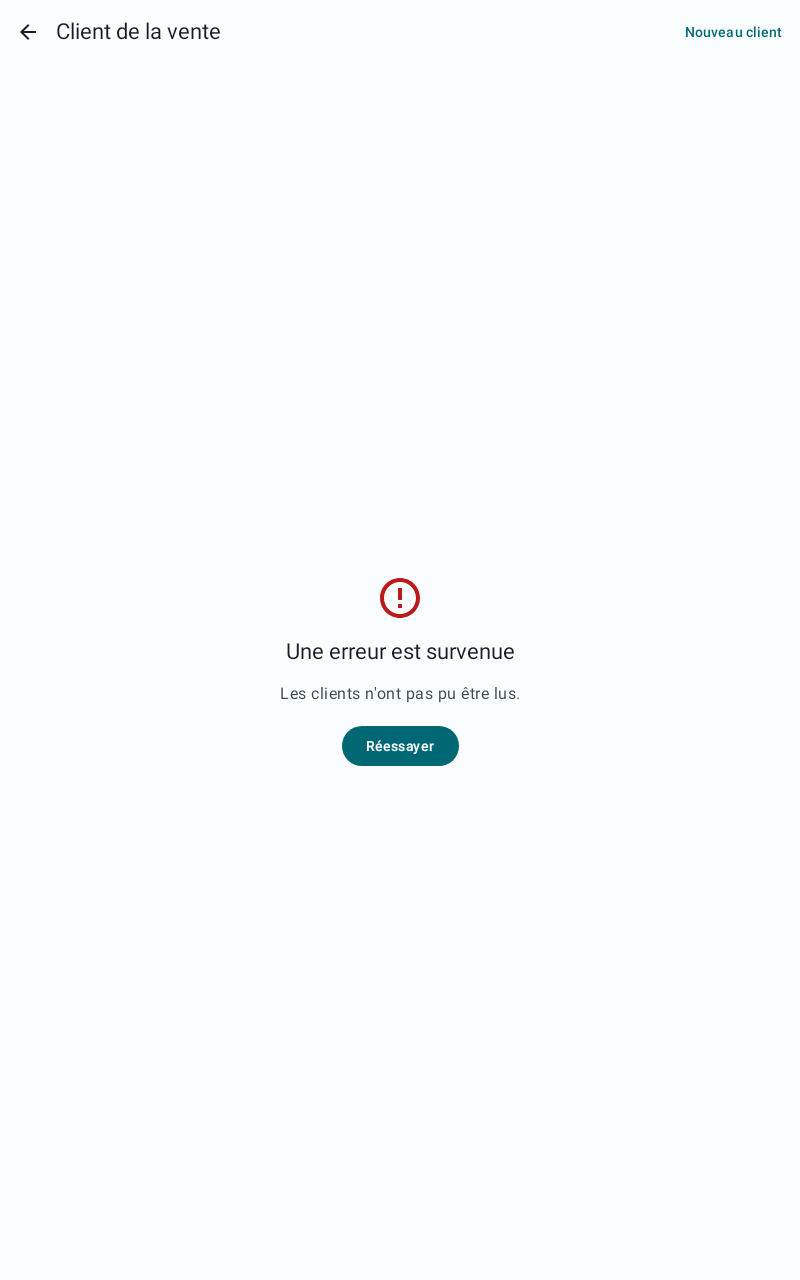 Client de la vente
Nouveau client
Une erreur est survenue
Les clients n'ont pas pu être lus.
Réessayer